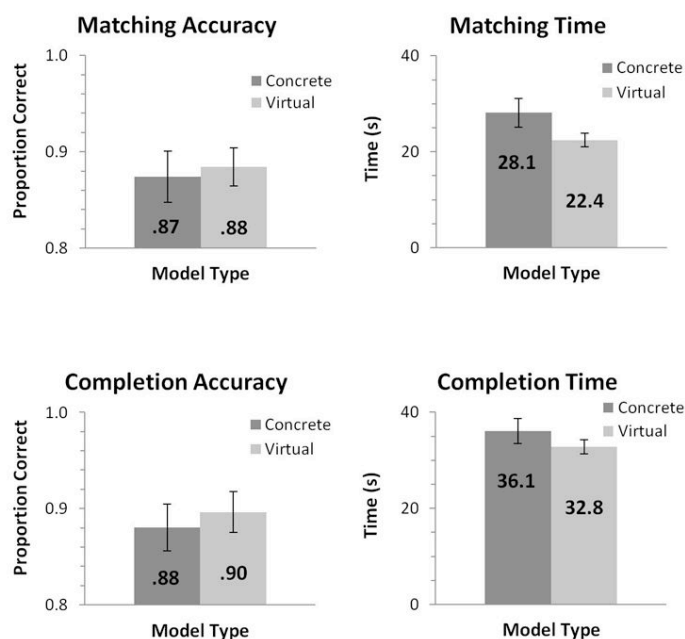 Matching Accuracy
1.0
Concrete
Virtual
Proportion Correct
0.9
.87
.88
0.8
Model Type
Matching Time
40
Concrete
Virtual
Time (s)
20
28.1
22.4
0
Model Type
Completion Accuracy
1.0
Concrete
Virtual
Proportion Correct
0.9
.88
.90
0.8
Model Type
Completion Time
40
Concrete
Virtual
Time (s)
36.1
32.8
20
0
Model Type